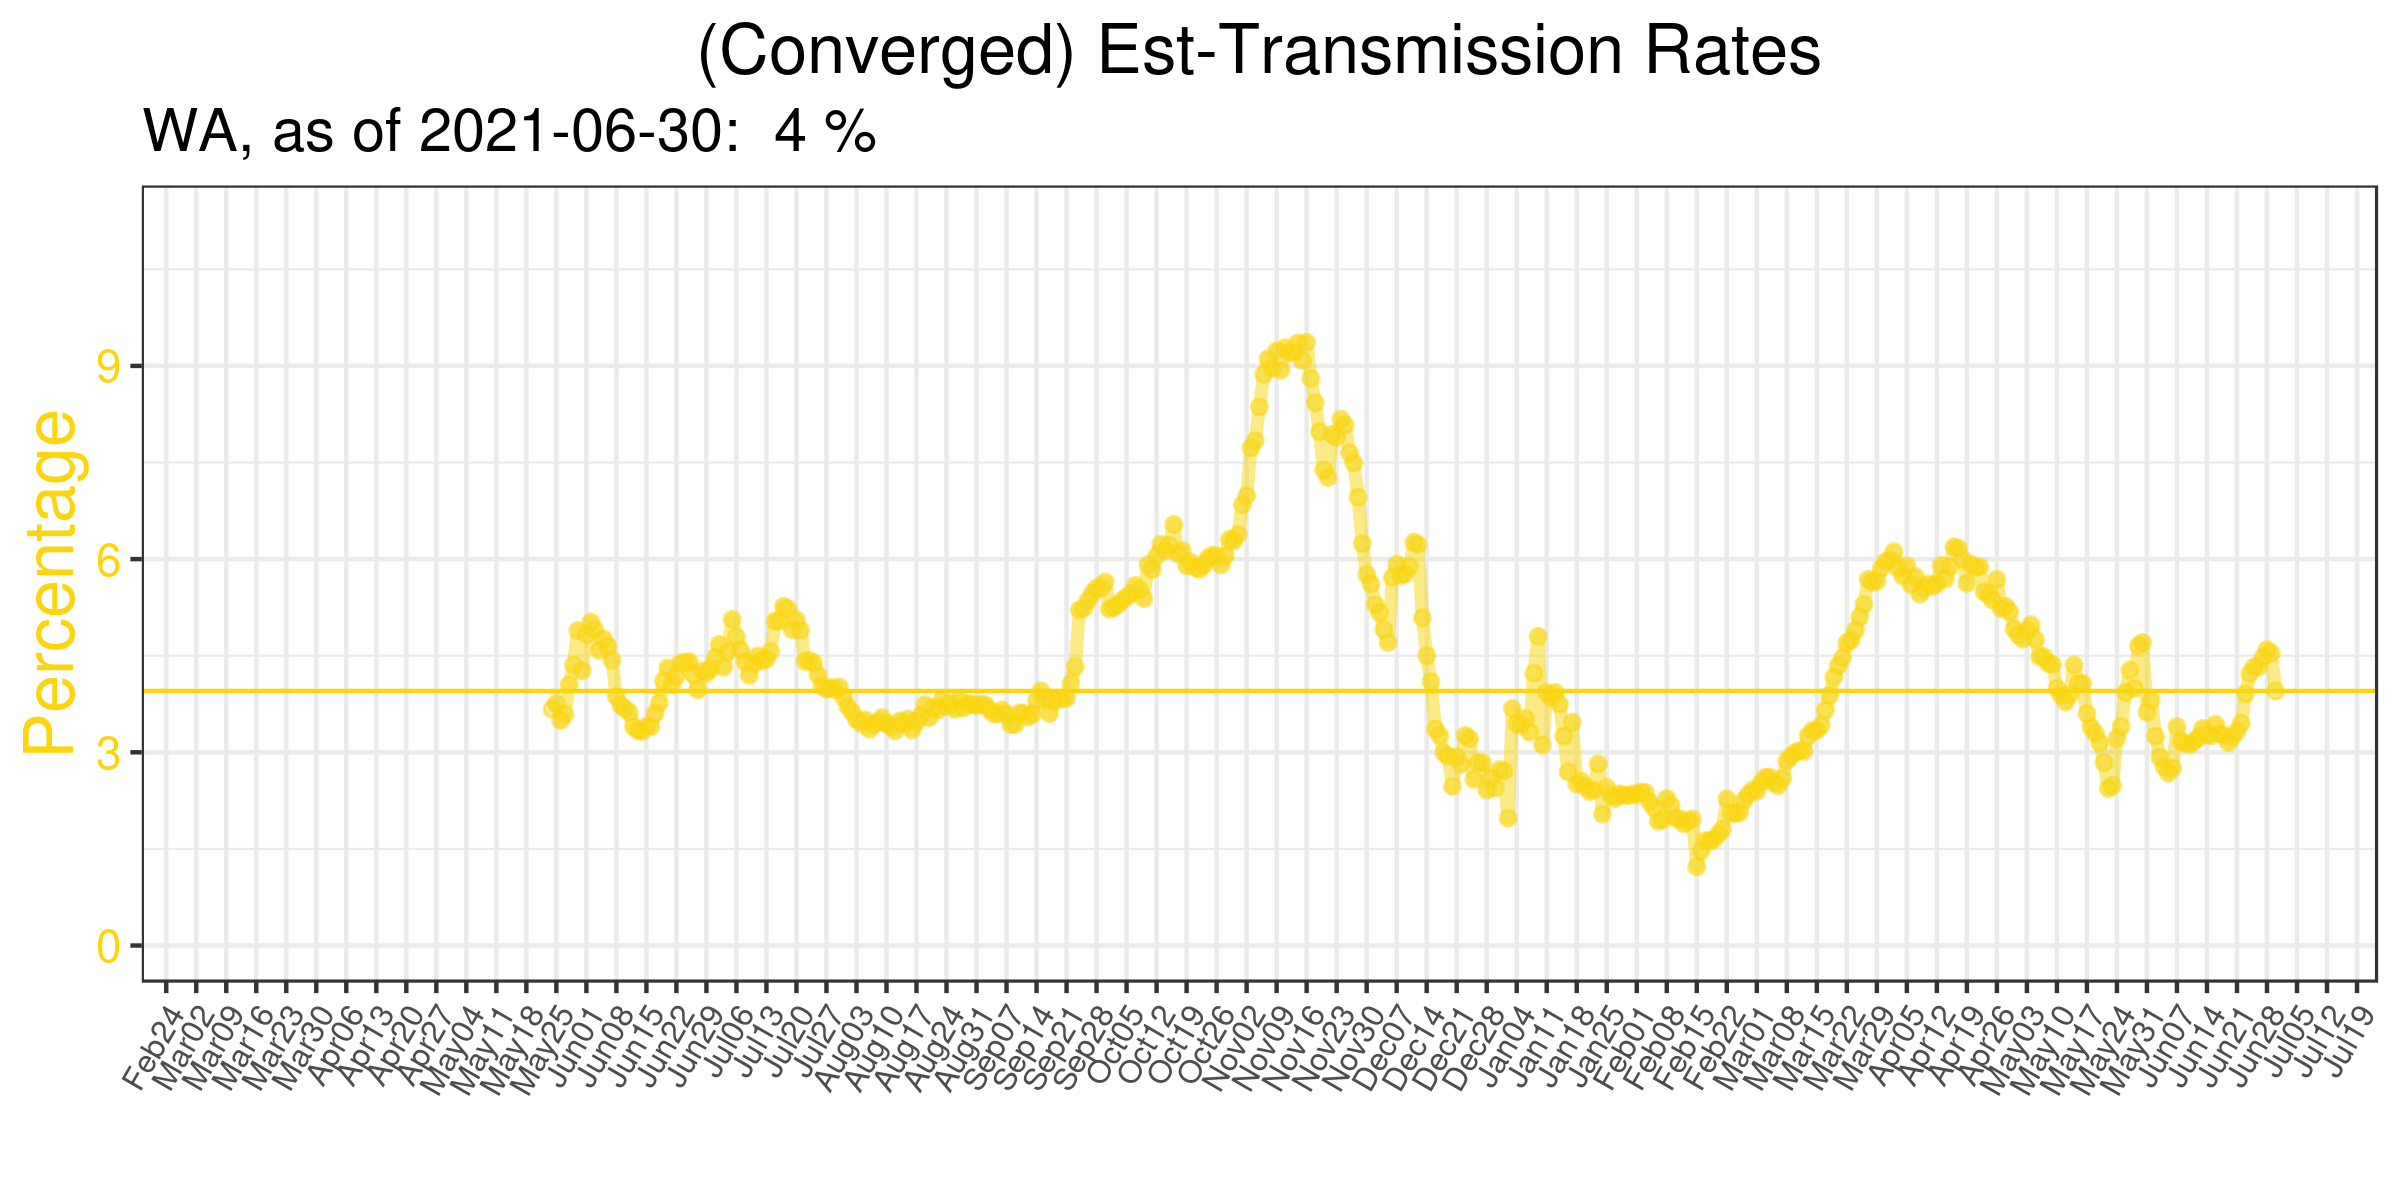 (Converged) Est-Transmission Rates
WA, as of 2021-06-30:  4 %
Percentage
9
6
3
0
Feb24
Mar02
Mar09
Mar16
Mar23
Mar30
Apr06
Apr13
Apr20
Apr27
May04
May11
May18
May25
Jun01
Jun08
Jun15
Jun22
Jun29
Jul06
Jul13
Jul20
Jul27
Aug03
Aug10
Aug17
Aug24
Aug31
Sep07
Sep14
Sep21
Sep28
Oct05
Oct12
Oct19
Oct26
Nov02
Nov09
Nov16
Nov23
Nov30
Dec07
Dec14
Dec21
Dec28
Jan04
Jan11
Jan18
Jan25
Feb01
Feb08
Feb15
Feb22
Mar01
Mar08
Mar15
Mar22
Mar29
Apr05
Apr12
Apr19
Apr26
May03
May10
May17
May24
May31
Jun07
Jun14
Jun21
Jun28
Jul05
Jul12
Jul19